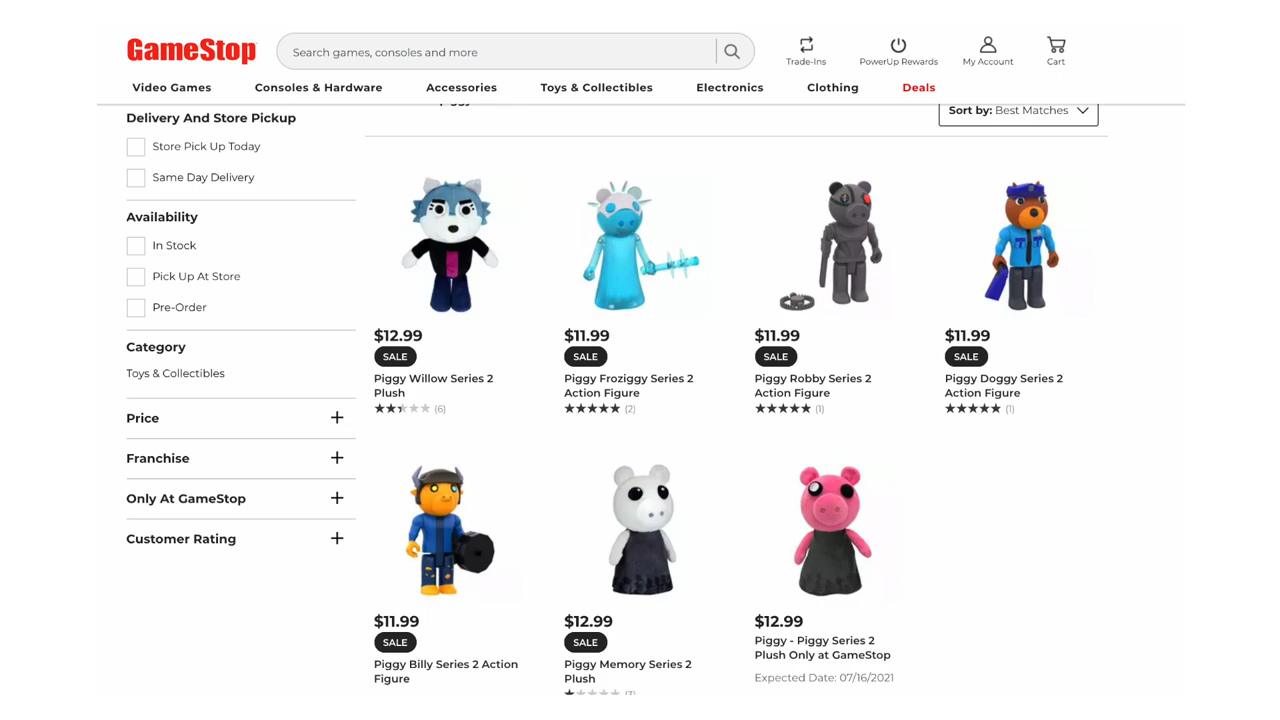 GameStop
Search games, consoles and more
Trade-Ins
PowerUp Rewards
My Account
Cart
Video Games
Consoles & Hardware
Accessories
Toys & Collectibles
Electronics
Clothing
Deals
Delivery And Store Pickup
Store Pick Up Today
Same Day Delivery
Availability
In Stock
Pick Up At Store
Pre-Order
Category
Toys & Collectibles
Price
Franchise
Only At GameStop
Customer Rating
Sort by: Best Matches
$12.99
SALE
Piggy Willow Series 2
Plush
(6)
$11.99
SALE
Piggy Froziggy Series 2
Action Figure
(2)
$11.99
SALE
Piggy Robby Series 2
Action Figure
(1)
$11.99
SALE
Piggy Doggy Series 2
Action Figure
(1)
$11.99
SALE
Piggy Billy Series 2 Action
Figure
$12.99
SALE
Piggy Memory Series 2
Plush
$12.99
Piggy - Piggy Series 2
Plush Only at GameStop
Expected Date: 07/16/2021